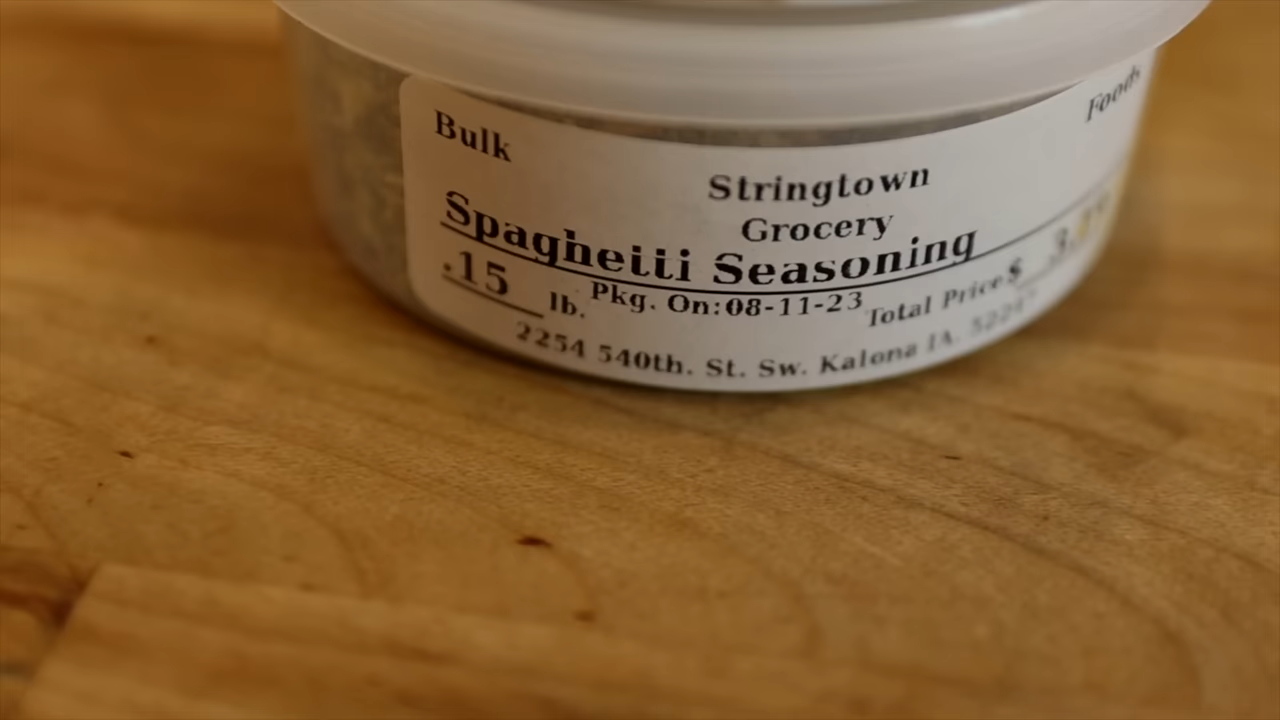 Bulk Foods
Stringtown
Grocery
Spaghetti Seasoning
.15 lb. Pkg. On:08-11-23 Total Price $
2254 540th. St. Sw. Kalona IA.